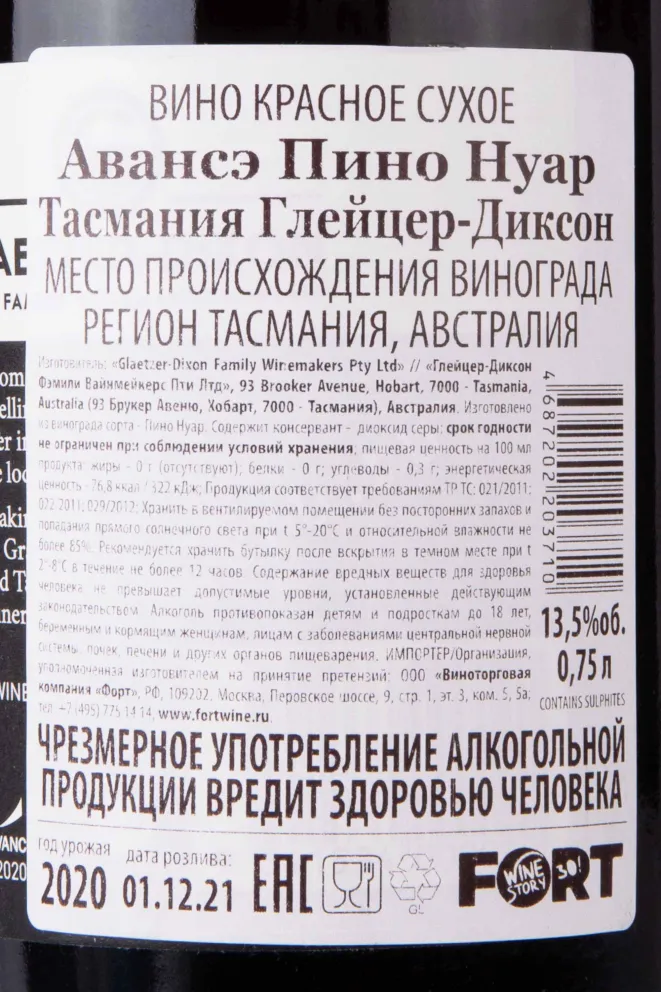 ВИНО КРАСНОЕ СУХОЕ
Авансэ Пино Нуар
Тасмания Глейцер-Диксон
МЕСТО ПРОИСХОЖДЕНИЯ ВИНОГРАДА
РЕГИОН ТАСМАНИЯ, АВСТРАЛИЯ
Изготовитель: «Glaetzer-Dixon Family Winemakers Pty Ltd» // «Глейцер-Диксон
Фэмили Вайнмейкерс Пти Лтд», 93 Brooker Avenue, Hobart, 7000 - Tasmania,
Australia (93 Брукер Авеню, Хобарт, 7000 - Тасмания), Австралия. Изготовлено
из винограда сорта - Пино Нуар. Содержит консервант - диоксид серы; срок годности
не ограничен при соблюдении условий хранения; пищевая ценность на 100 мл
продукта: жиры - 0 г (отсутствуют); белки - 0 г; углеводы - 0,3 г; энергетическая
ценность - 76,8 ккал / 322 кДж; Продукция соответствует требованиям ТР ТС: 021/2011;
022/2011; 029/2012; Хранить в вентилируемом помещении без посторонних запахов и
попадания прямого солнечного света при t 5°-20°C и относительной влажности не
более 85%. Рекомендуется хранить бутылку после вскрытия в темном месте при t
2°-8°C в течение не более 12 часов. Содержание вредных веществ для здоровья
человека не превышает допустимые уровни, установленные действующим
законодательством. Алкоголь противопоказан детям и подросткам до 18 лет,
беременным и кормящим женщинам, лицам с заболеваниями центральной нервной
системы, почек, печени и других органов пищеварения. ИМПОРТЕР/Организация,
уполномоченная изготовителем на принятие претензий: ООО «Виноторговая
компания «Форт», РФ, 109202, Москва, Перовское шоссе, 9, стр. 1, эт. 3, ком. 5, 5а;
тел. +7 (495) 775 14 14, www.fortwine.ru.
4 687202 203710
13,5%об.
0,75 л
CONTAINS SULPHITES
ЧРЕЗМЕРНОЕ УПОТРЕБЛЕНИЕ АЛКОГОЛЬНОЙ
ПРОДУКЦИИ ВРЕДИТ ЗДОРОВЬЮ ЧЕЛОВЕКА
год урожая дата розлива:
2020 01.12.21 EAC GL FORT WINE STORY 30!
2020